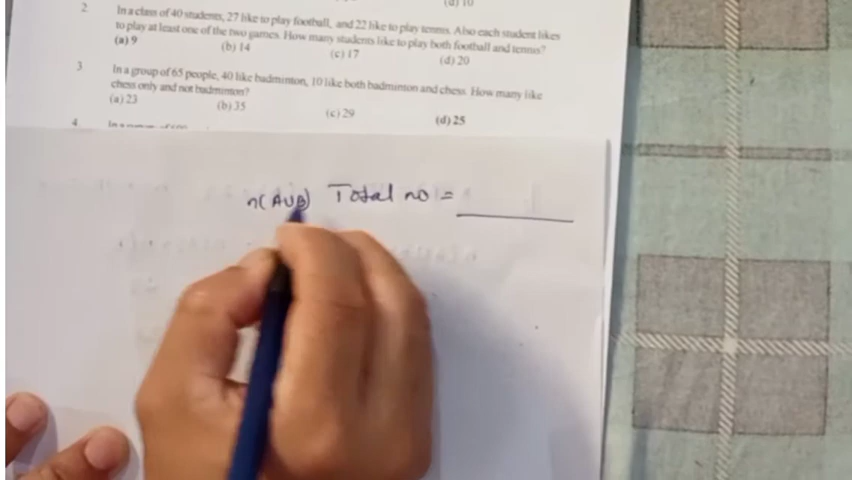 (d) 10
2. In a class of 40 students, 27 like to play football, and 22 like to play tennis. Also each student likes
to play at least one of the two games. How many students like to play both football and tennis?
(a) 9 (b) 14 (c) 17 (d) 20
3 In a group of 65 people, 40 like badminton, 10 like both badminton and chess. How many like
chess only and not badminton?
(a) 23 (b) 35 (c) 29 (d) 25
4.
n(AUB) Total no =